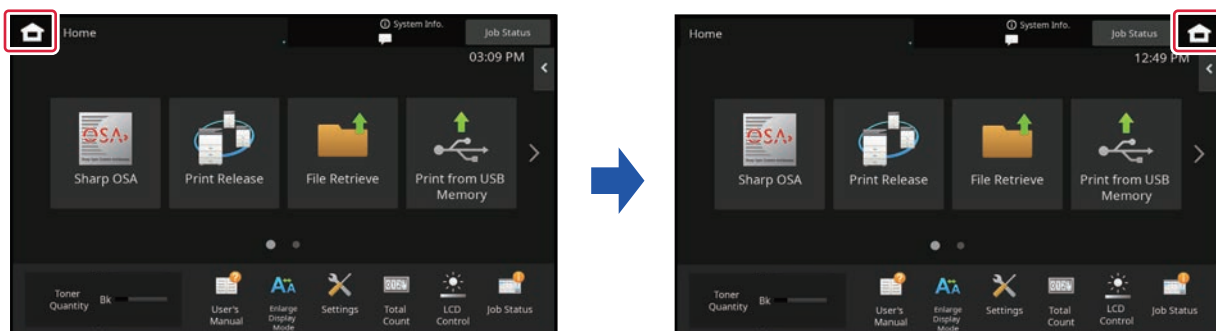 Home
System Info.
Job Status
03:09 PM
OSA
Sharp OSA
Print Release
File Retrieve
Print from USB
Memory
Toner
Quantity
Bk
User's
Manual
Enlarge
Display
Mode
Settings
Total
Count
LCD
Control
Job Status
Home
System Info.
Job Status
12:49 PM
OSA
Sharp OSA
Print Release
File Retrieve
Print from USB
Memory
Toner
Quantity
Bk
User's
Manual
Enlarge
Display
Mode
Settings
Total
Count
LCD
Control
Job Status